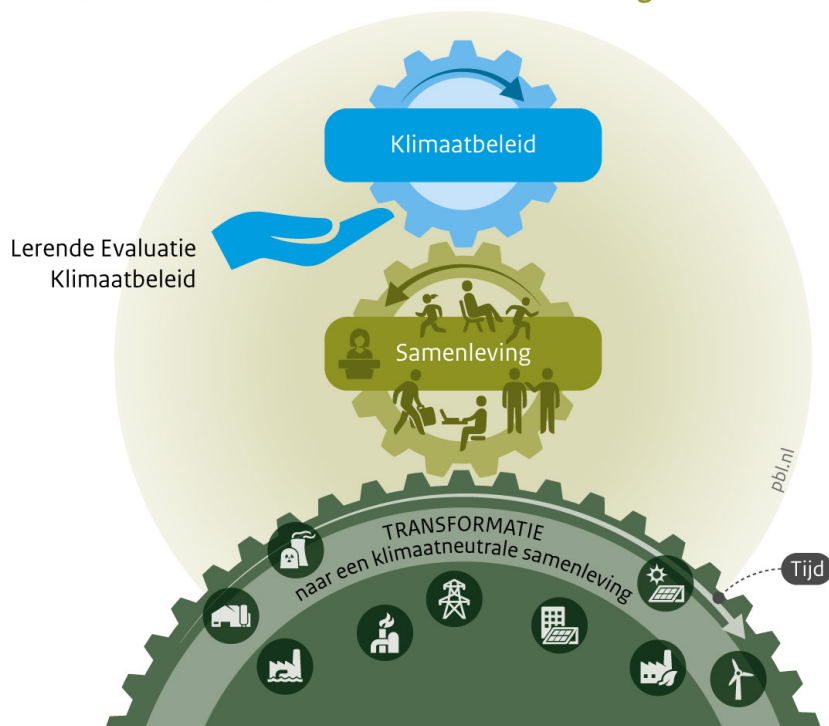 Klimaatbeleid
Lerende Evaluatie
Klimaatbeleid
Samenleving
pbl.nl
TRANSFORMATIE
naar een klimaatneutrale samenleving
Tijd